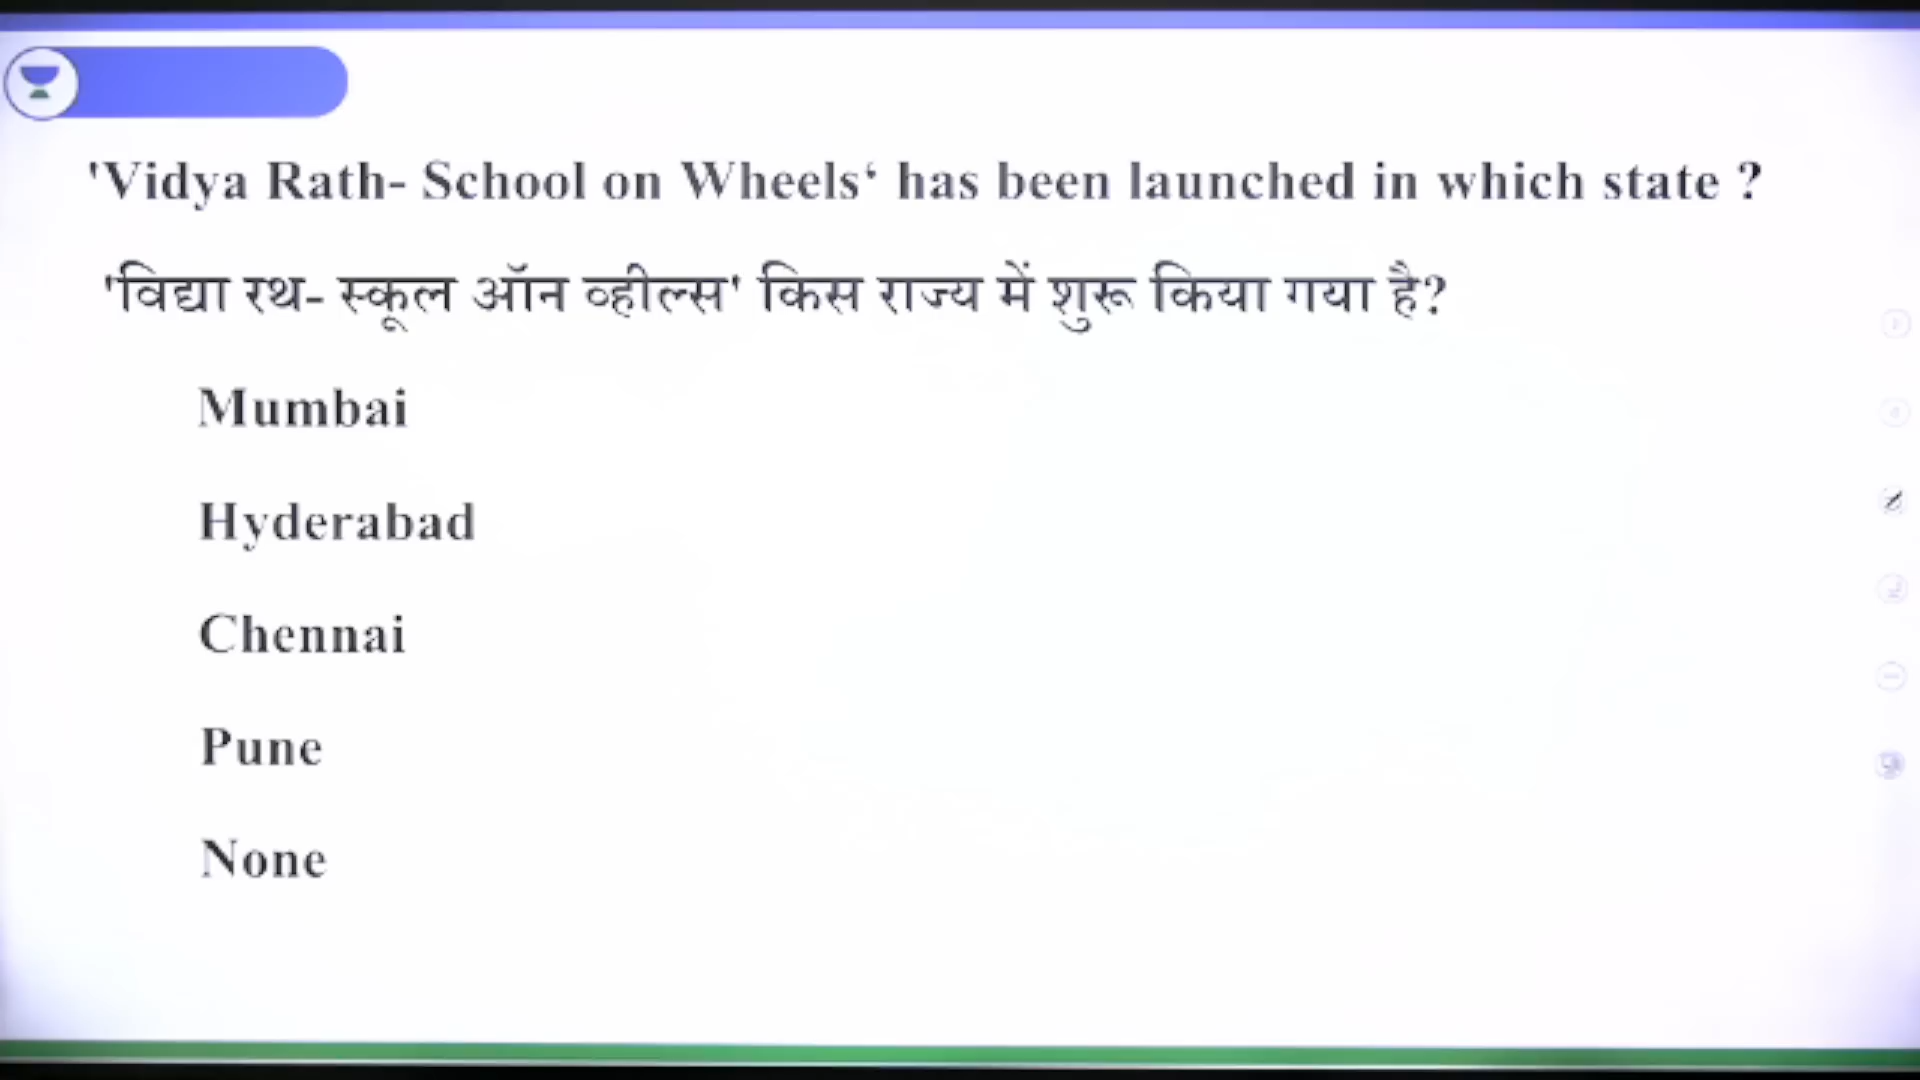 'Vidya Rath- School on Wheels‘ has been launched in which state ?
'विद्या रथ- स्कूल ऑन व्हील्स' किस राज्य में शुरू किया गया है?
Mumbai
Hyderabad
Chennai
Pune
None